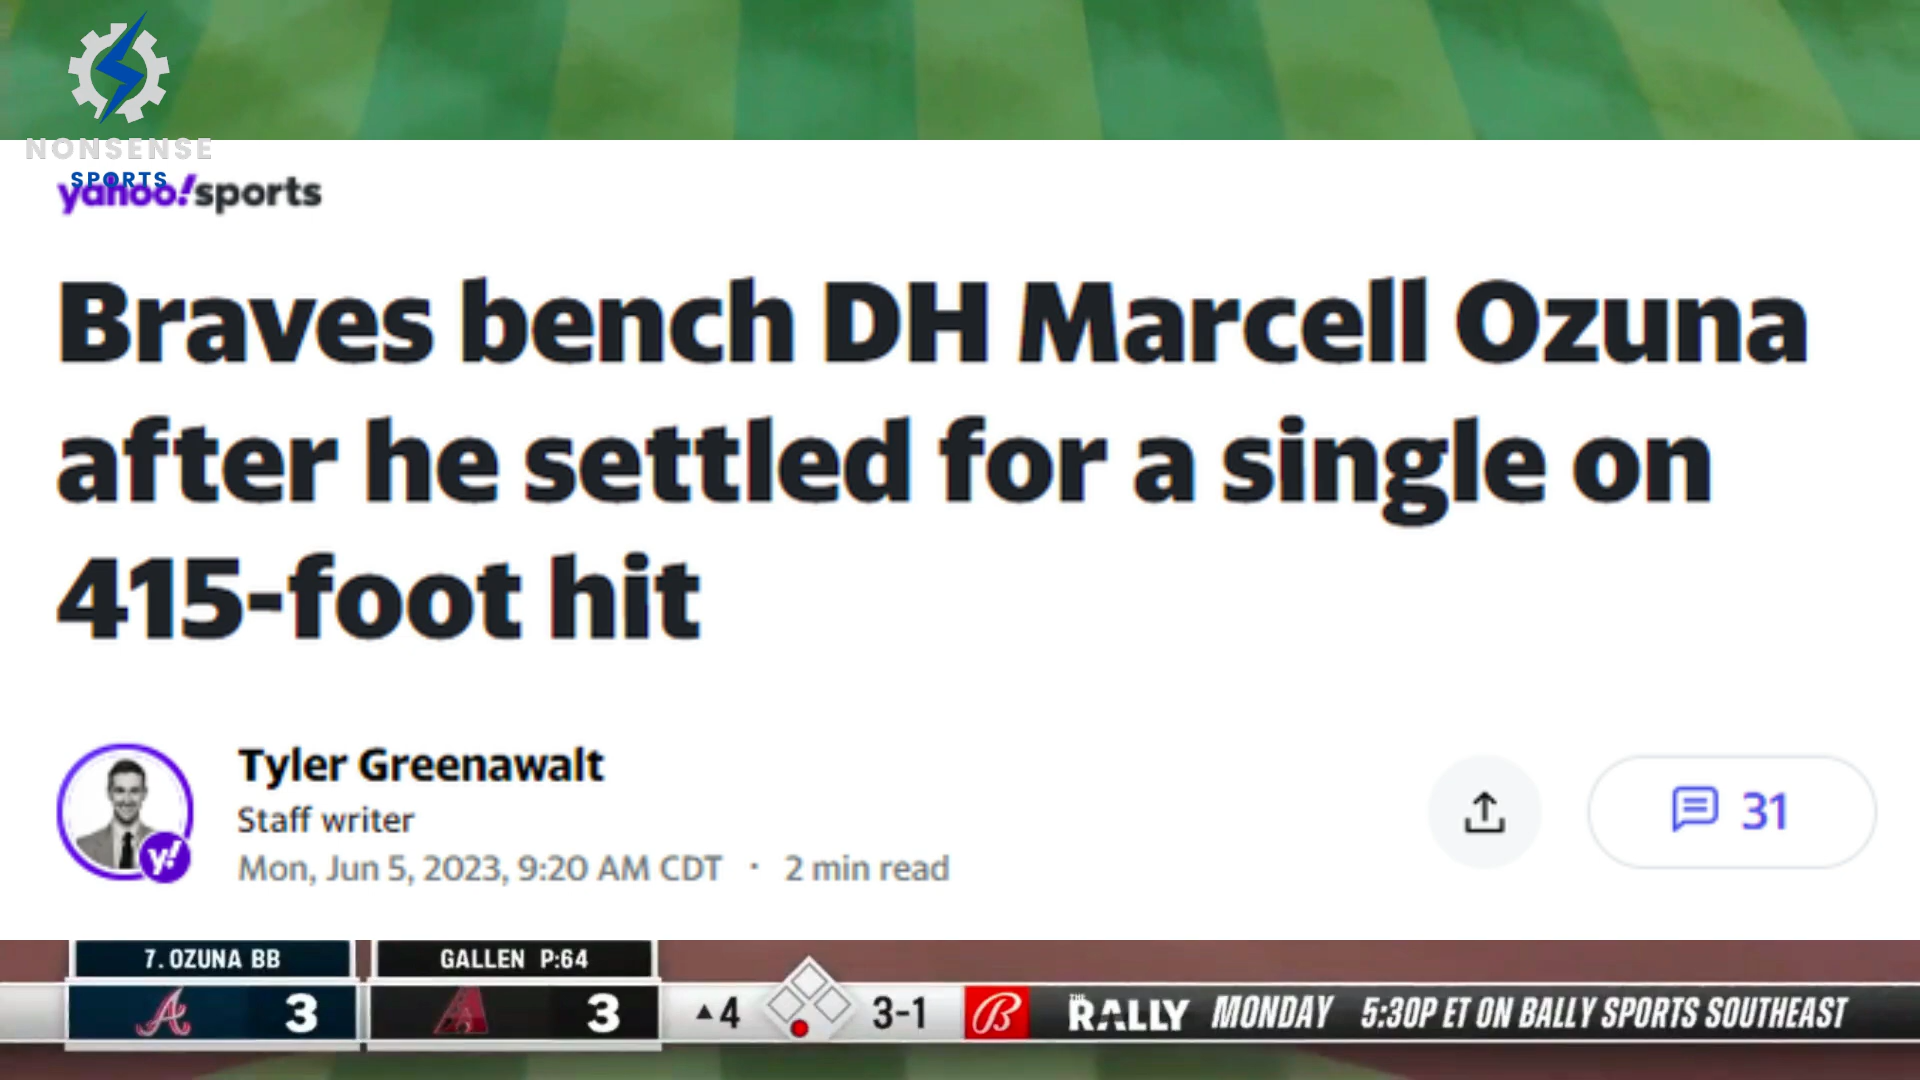 NONSENSE
SPORTS
yahoo!sports
Braves bench DH Marcell Ozuna
after he settled for a single on
415-foot hit
Tyler Greenawalt
Staff writer
Mon, Jun 5, 2023, 9:20 AM CDT · 2 min read
y!
31
7. OZUNA BB
GALLEN P:64
A 3
A 3
▲4
3-1
B
THE RALLY MONDAY 5:30P ET ON BALLY SPORTS SOUTHEAST